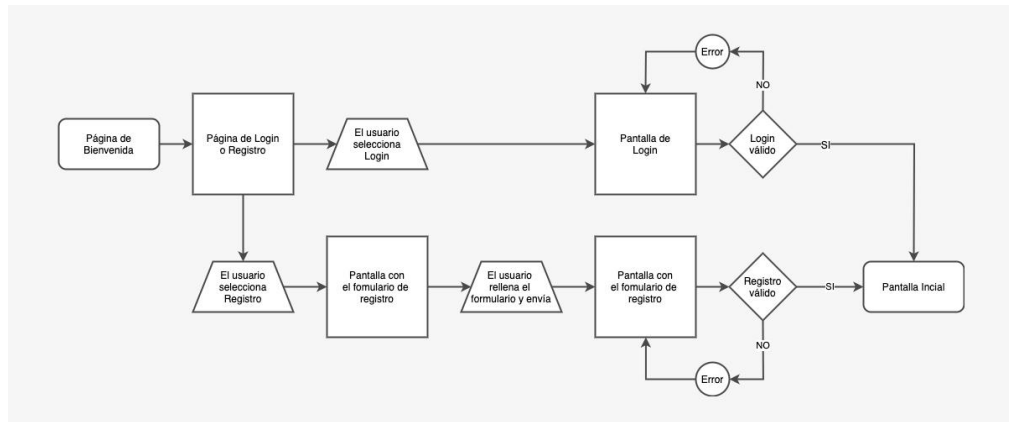 Error
NO
Página de
Bienvenida
Página de Login
o Registro
El usuario
selecciona
Login
Pantalla de
Login
Login
válido
SI
El usuario
selecciona
Registro
Pantalla con
el fomulario de
registro
El usuario
rellena el
formulario y envía
Pantalla con
el fomulario de
registro
Registro
válido
SI
Pantalla Incial
NO
Error